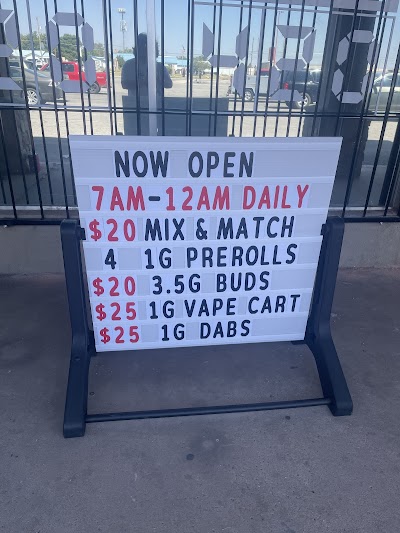 NOW OPEN
7AM-12AM DAILY
$20 MIX & MATCH
4 1G PREROLLS
$20 3.5G BUDS
$25 1G VAPE CART
$25 1G DABS